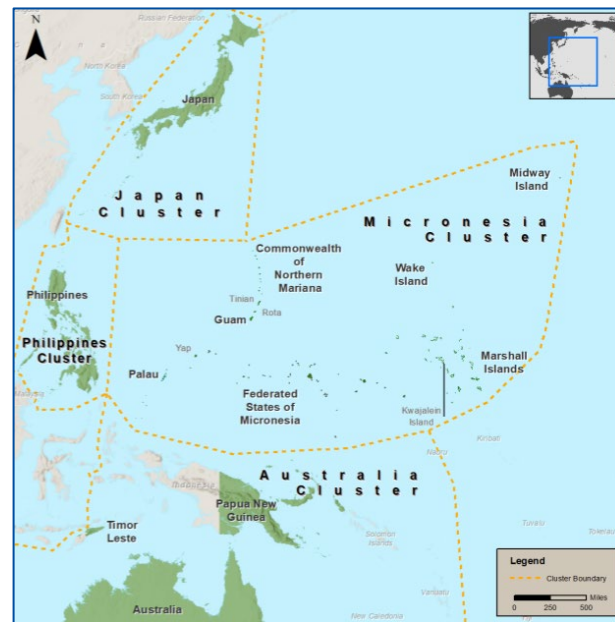 Russian Federation
N
North Korea
South Korea
Japan
Japan
Cluster
Midway
Island
Micronesia
Cluster
Commonwealth
of
Northern
Mariana
Wake
Island
Tinian
Rota
Guam
Philippines
Philippines
Cluster
Yap
Palau
Marshall
Islands
Federated
States of
Micronesia
Kwajalein
Island
Kiribati
Nauru
Malaysia
Australia
Cluster
Indonesia
Papua New
Guinea
Timor
Leste
Solomon
Islands
Tuvalu
Tokelau
Vanuatu
New Caledonia
Australia
Legend
Cluster Boundary
Miles
0 250 500